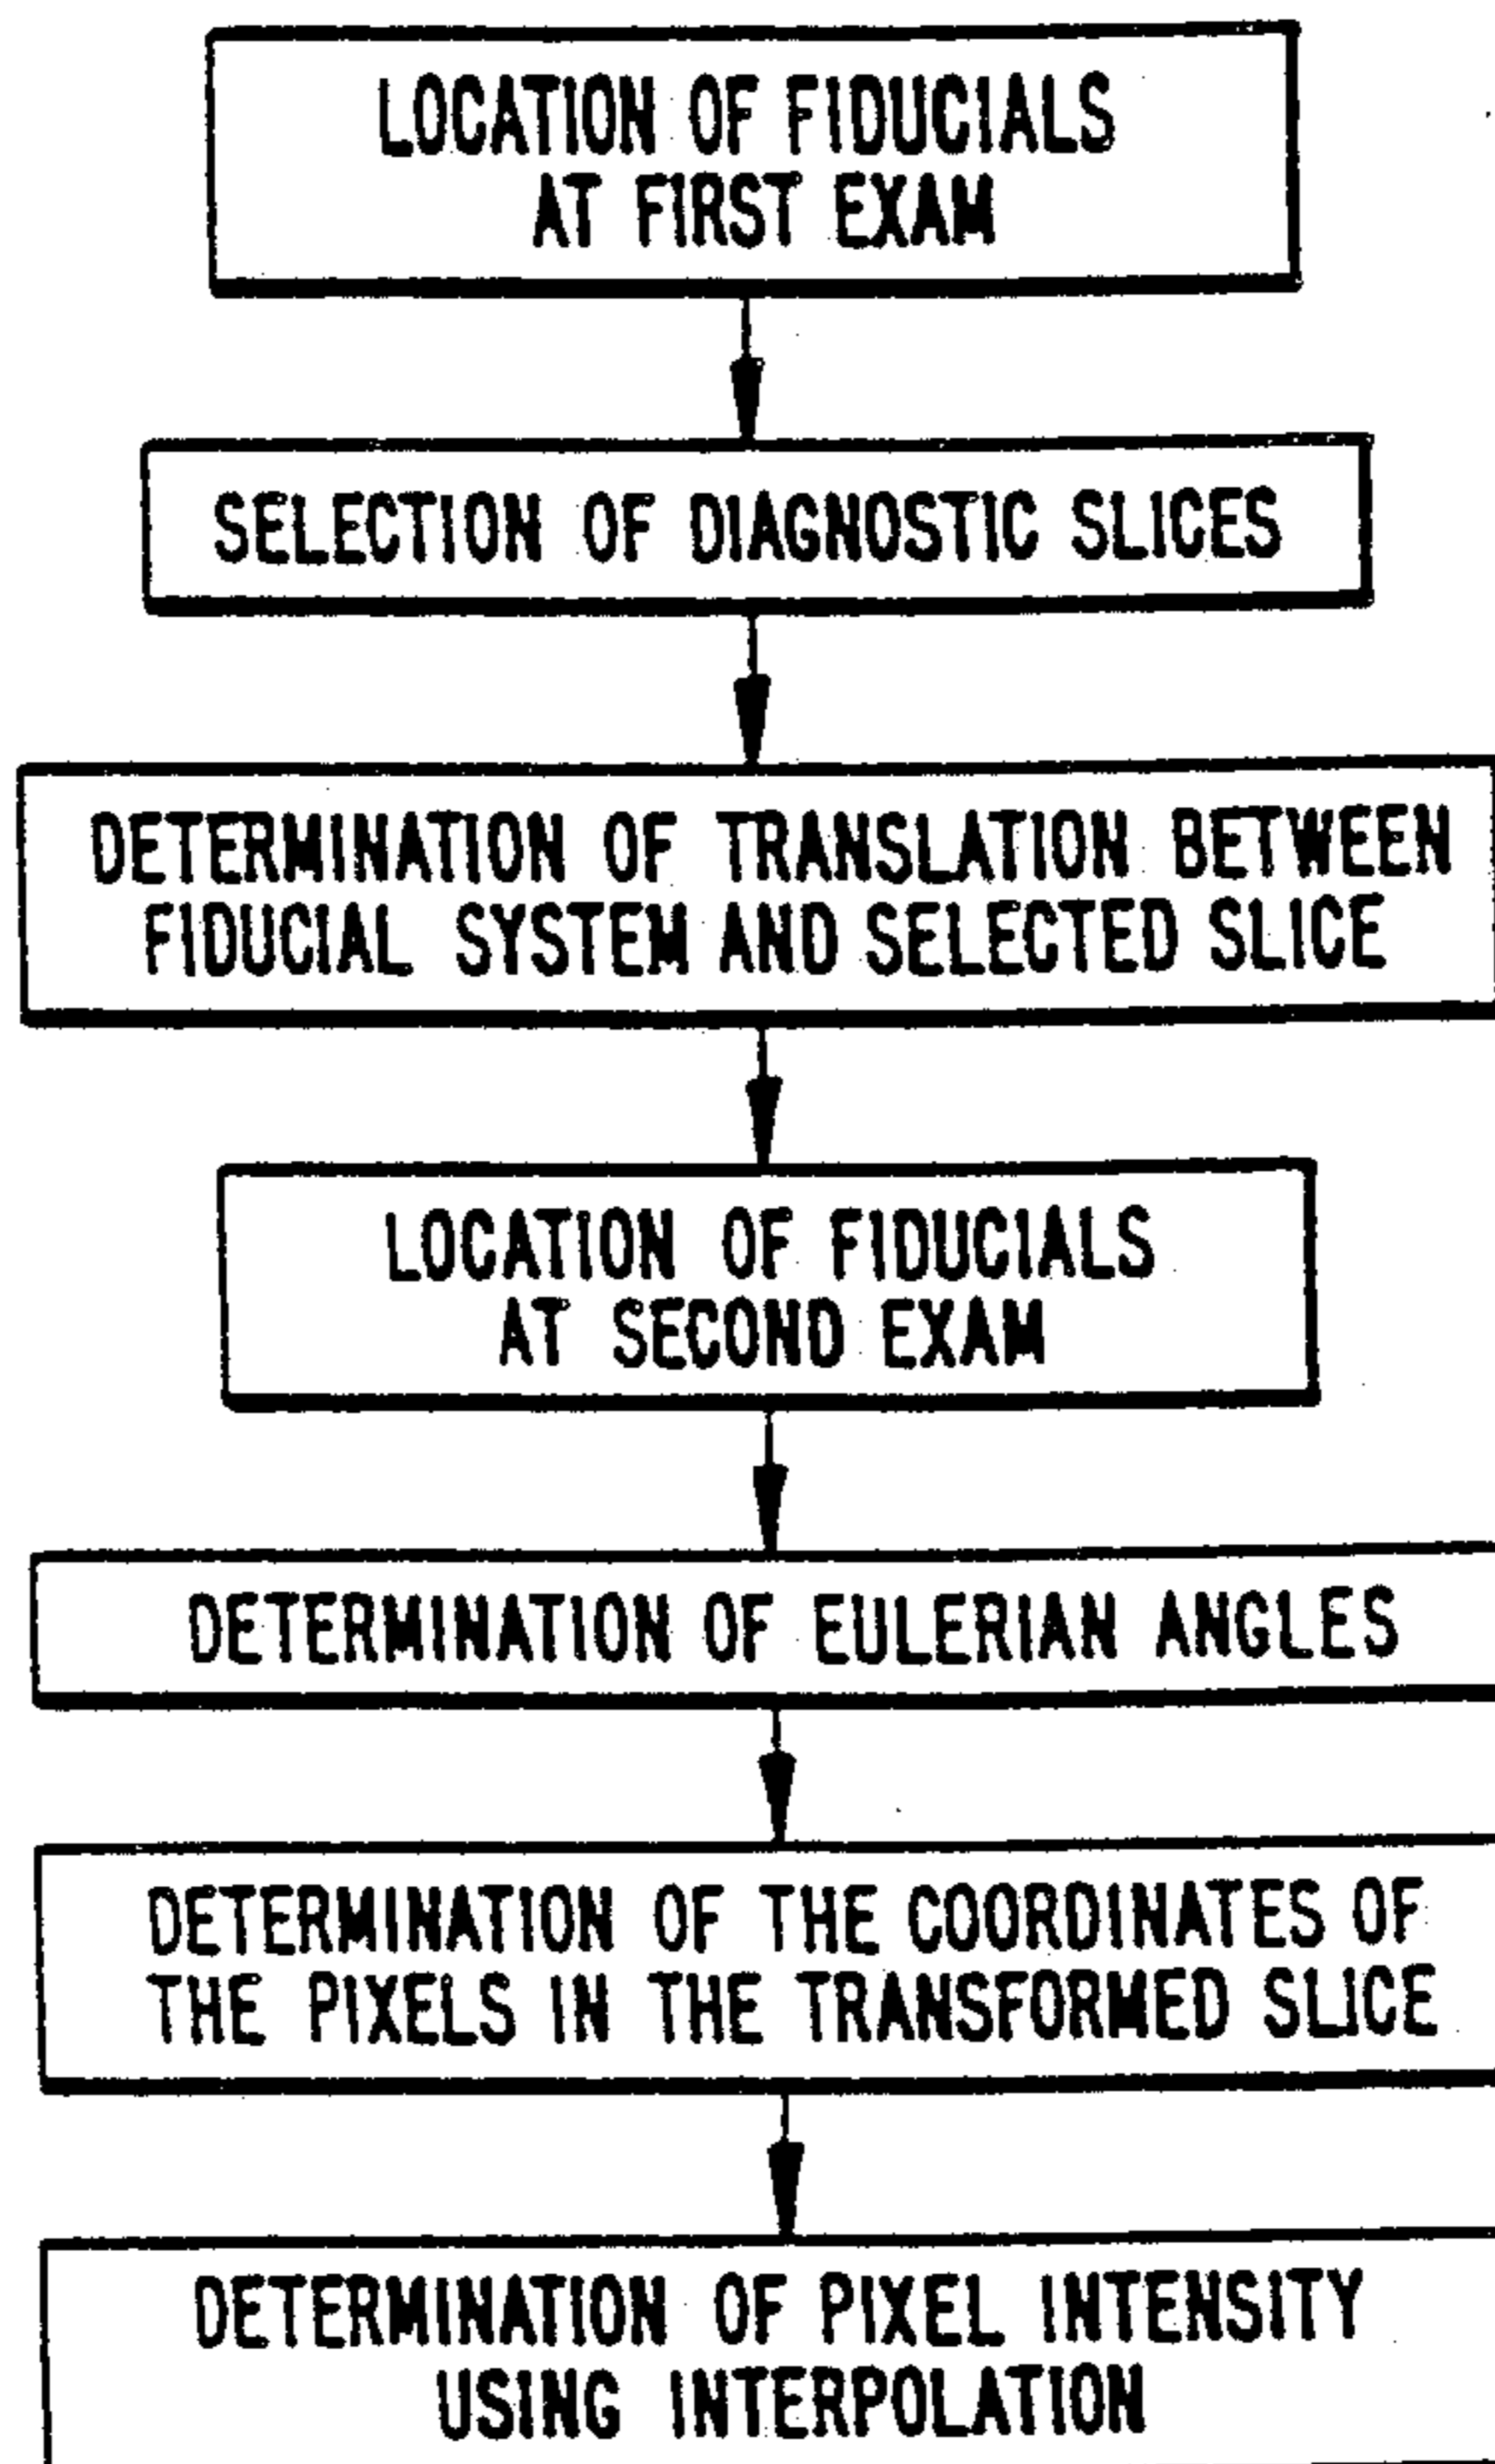 LOCATION OF FIDUCIALS
AT FIRST EXAM
SELECTION OF DIAGNOSTIC SLICES
DETERMINATION OF TRANSLATION BETWEEN
FIDUCIAL SYSTEM AND SELECTED SLICE
LOCATION OF FIDUCIALS
AT SECOND EXAM
DETERMINATION OF EULERIAN ANGLES
DETERMINATION OF THE COORDINATES OF
THE PIXELS IN THE TRANSFORMED SLICE
DETERMINATION OF PIXEL INTENSITY
USING INTERPOLATION